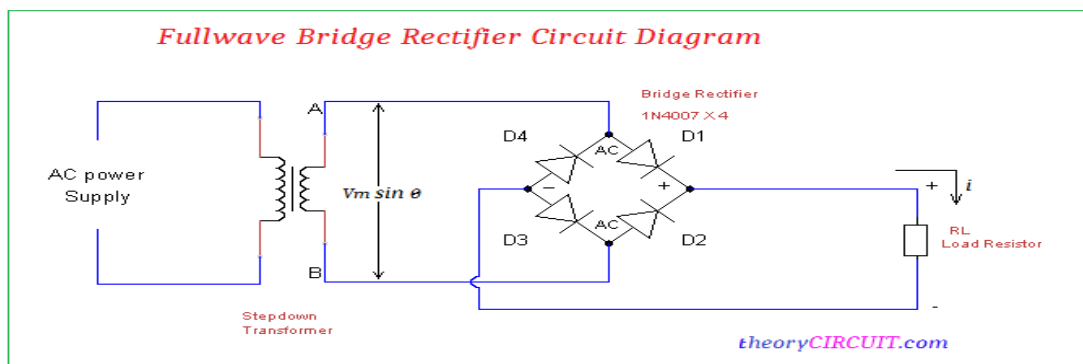 Fullwave Bridge Rectifier Circuit Diagram
Bridge Rectifier
1N4007 X 4
A
D4
D1
AC
AC power
Supply
Vm sin θ
-
+
+
i
AC
RL
Load Resistor
D3
D2
B
-
Stepdown
Transformer
theoryCIRCUIT.com